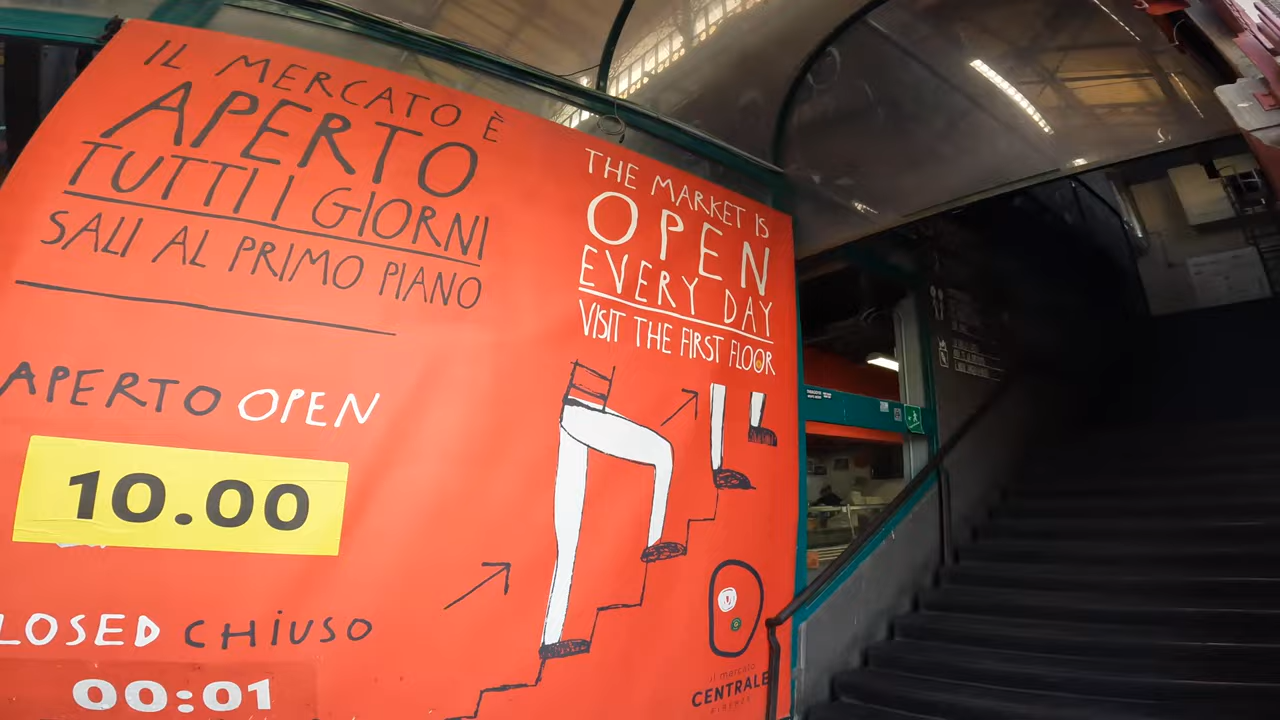 IL MERCATO È
APERTO
TUTTI I GIORNI
SALI AL PRIMO PIANO
THE MARKET IS
OPEN
EVERY DAY
VISIT THE FIRST FLOOR
APERTO OPEN
10.00
LOSED CHIUSO
00:01
il mercato
CENTRALE
FIRENZE